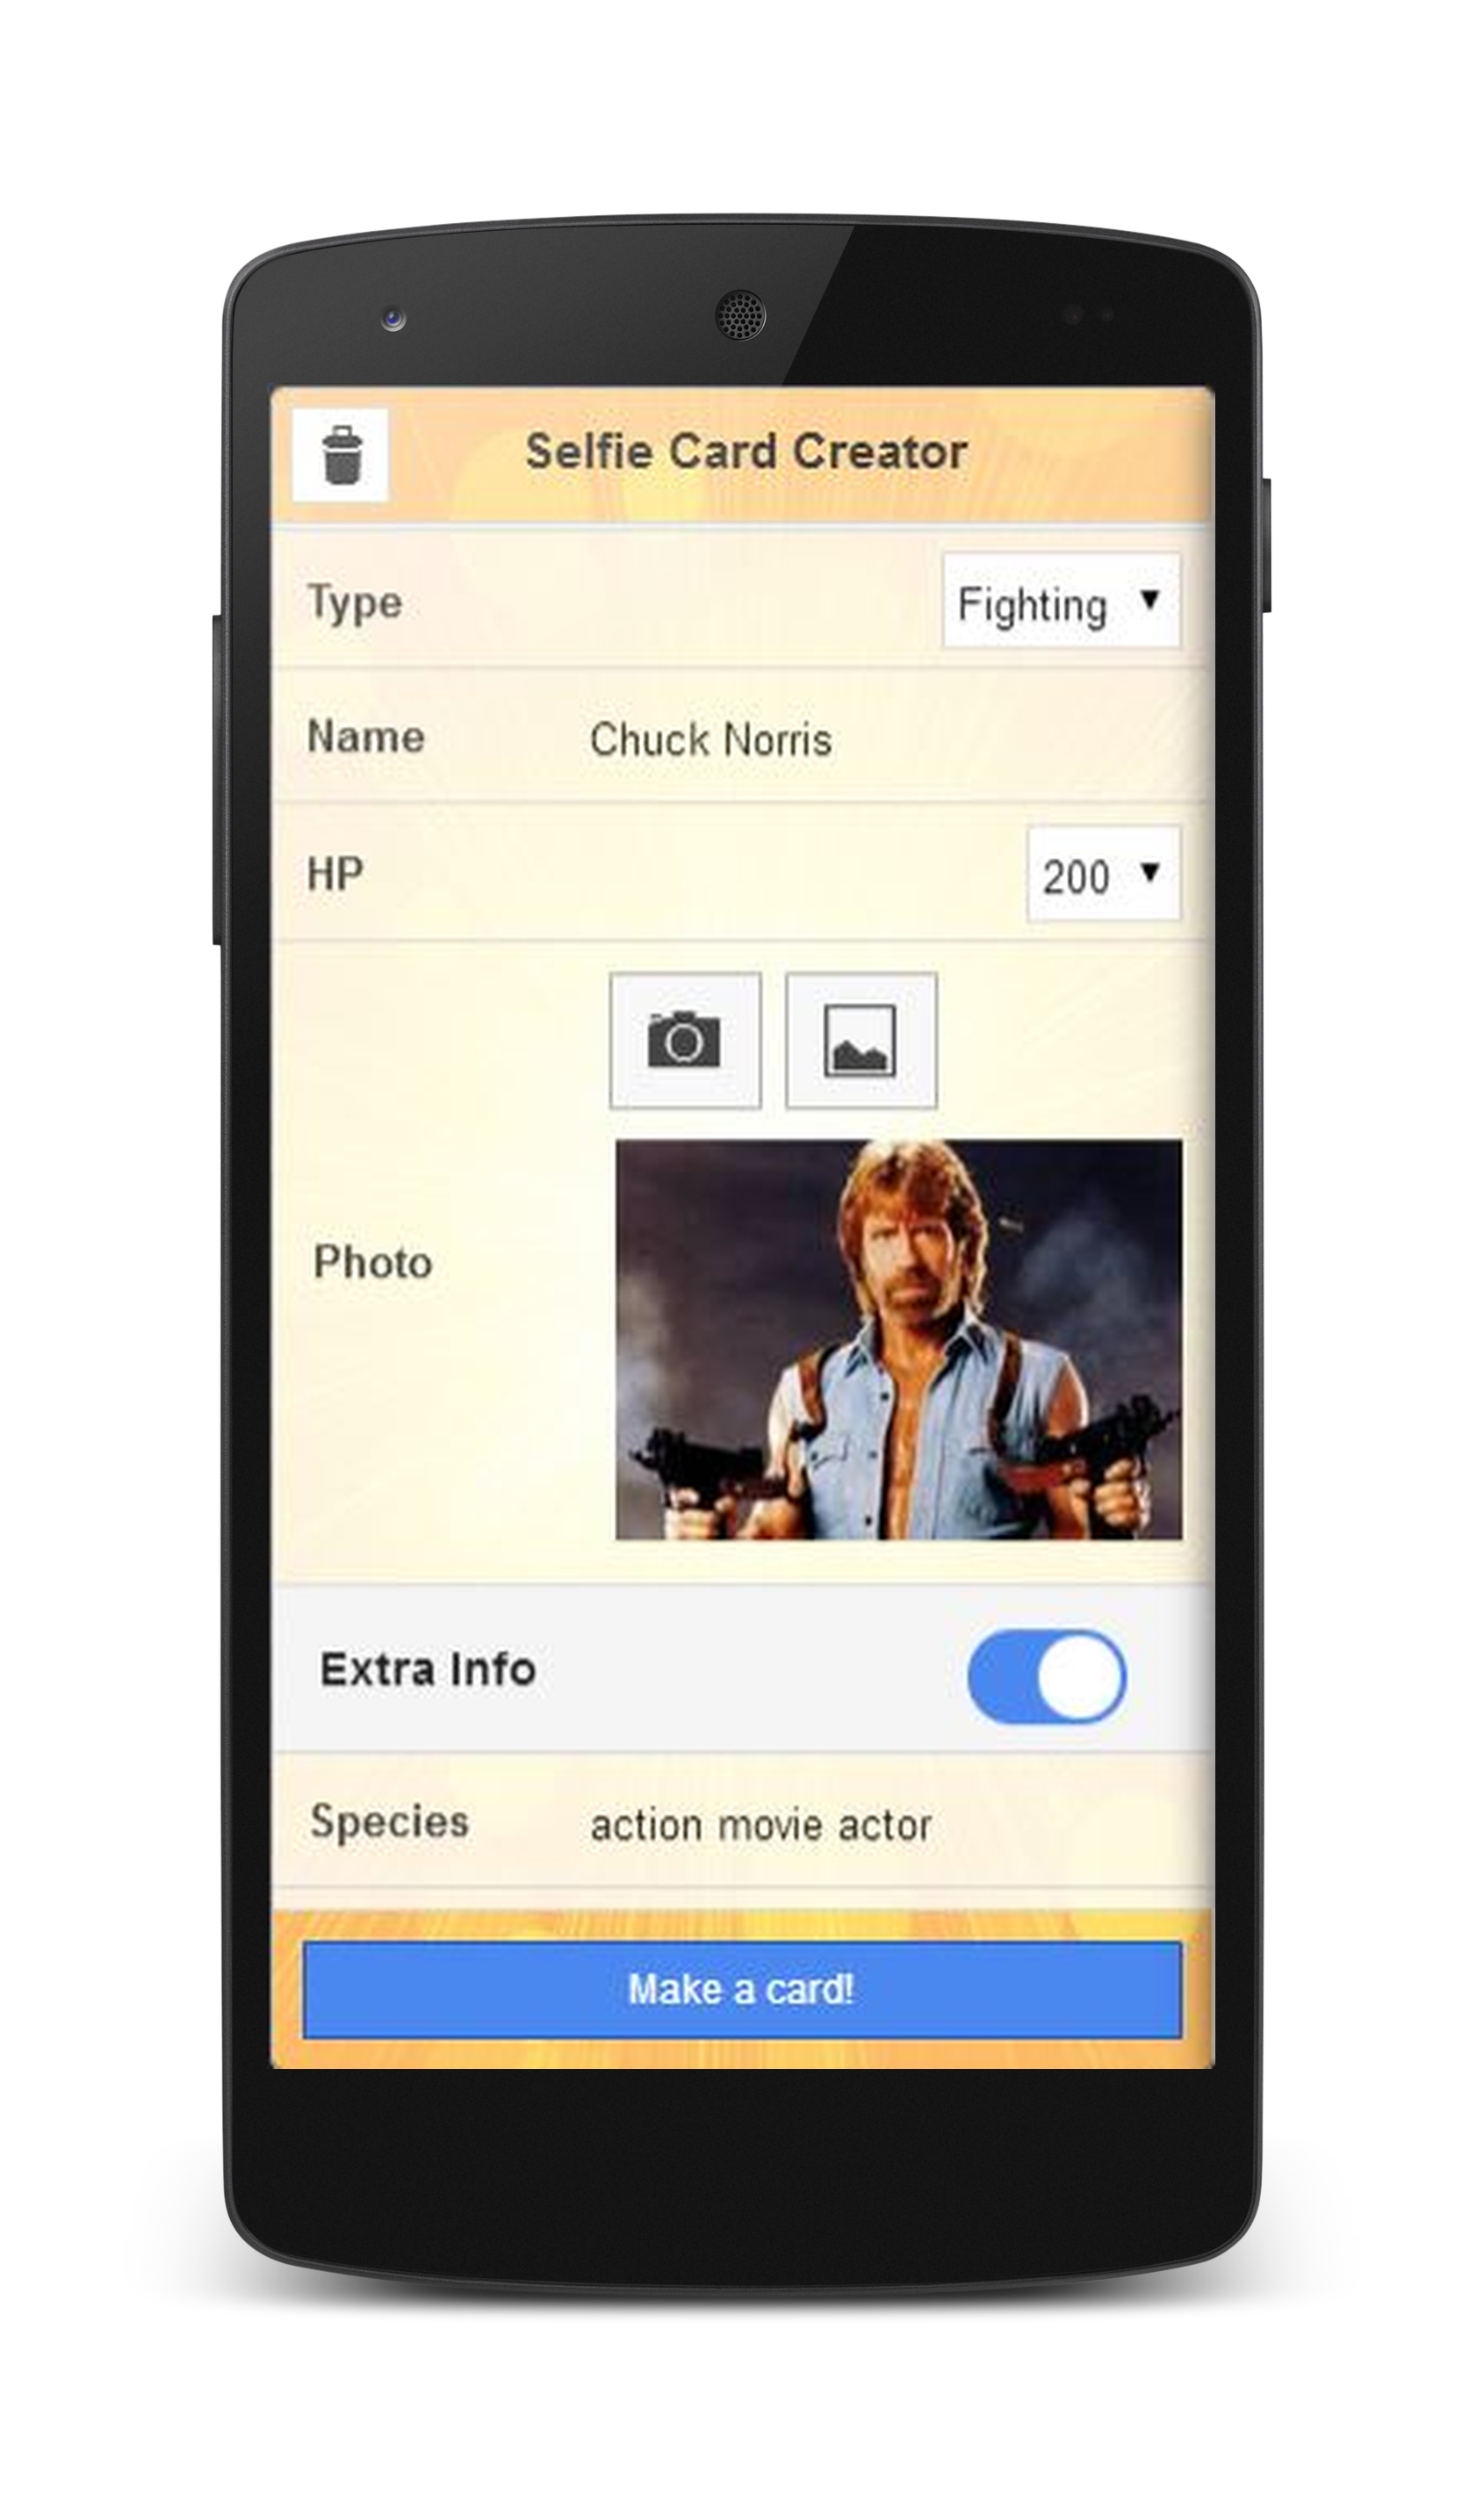 Selfie Card Creator
Type
Fighting
Name
Chuck Norris
HP
200
Photo
Extra Info
Species
action movie actor
Make a card!